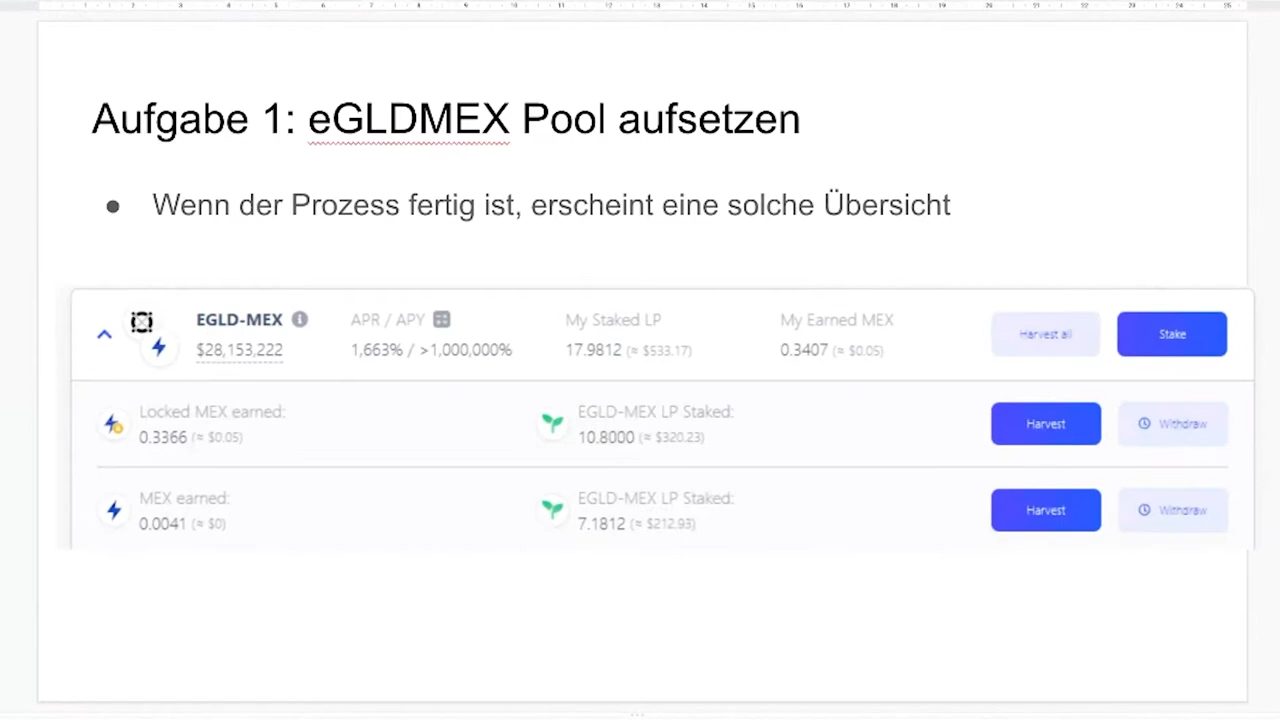 Aufgabe 1: eGLDMEX Pool aufsetzen
● Wenn der Prozess fertig ist, erscheint eine solche Übersicht
EGLD-MEX APR / APY My Staked LP My Earned MEX Harvest all Stake
$28,153,222 1,663% / >1,000,000% 17.9812 (≈ $533.17) 0.3407 (≈ $0.05)
Locked MEX earned: EGLD-MEX LP Staked: Harvest Withdraw
0.3366 (≈ $0.05) 10.8000 (≈ $320.23)
MEX earned: EGLD-MEX LP Staked: Harvest Withdraw
0.0041 (≈ $0) 7.1812 (≈ $212.93)